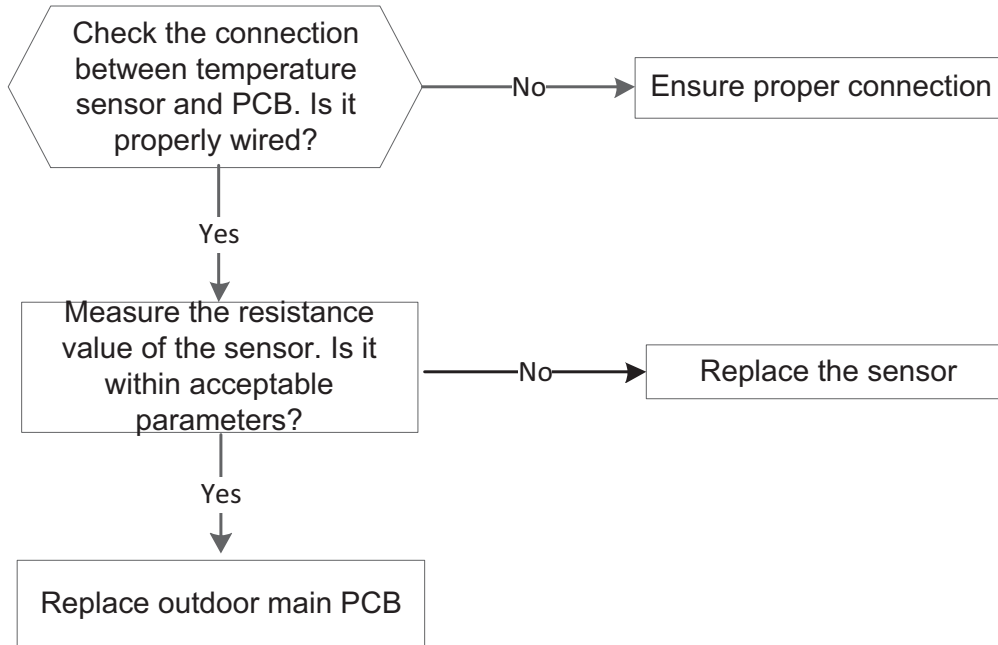 Check the connection
between temperature
sensor and PCB. Is it
properly wired?
No
Ensure proper connection
Yes
Measure the resistance
value of the sensor. Is it
within acceptable
parameters?
No
Replace the sensor
Yes
Replace outdoor main PCB